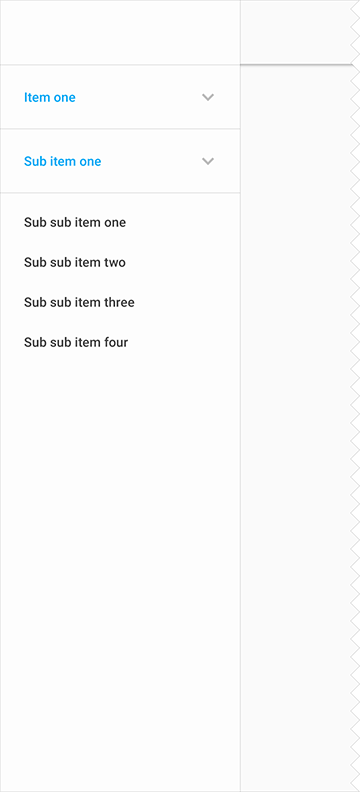 Item one
Sub item one
Sub sub item one
Sub sub item two
Sub sub item three
Sub sub item four